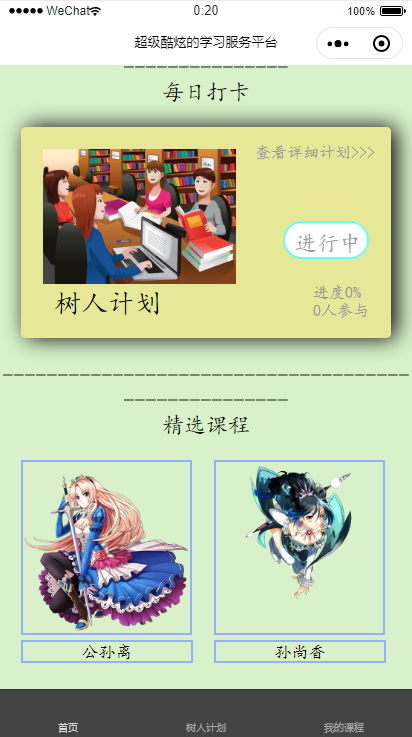 WeChat 0:20 100%
超级酷炫的学习服务平台
每日打卡
查看详细计划>>>
进行中
进度0%
0人参与
树人计划
精选课程
公孙离 孙尚香
首页 树人计划 我的课程